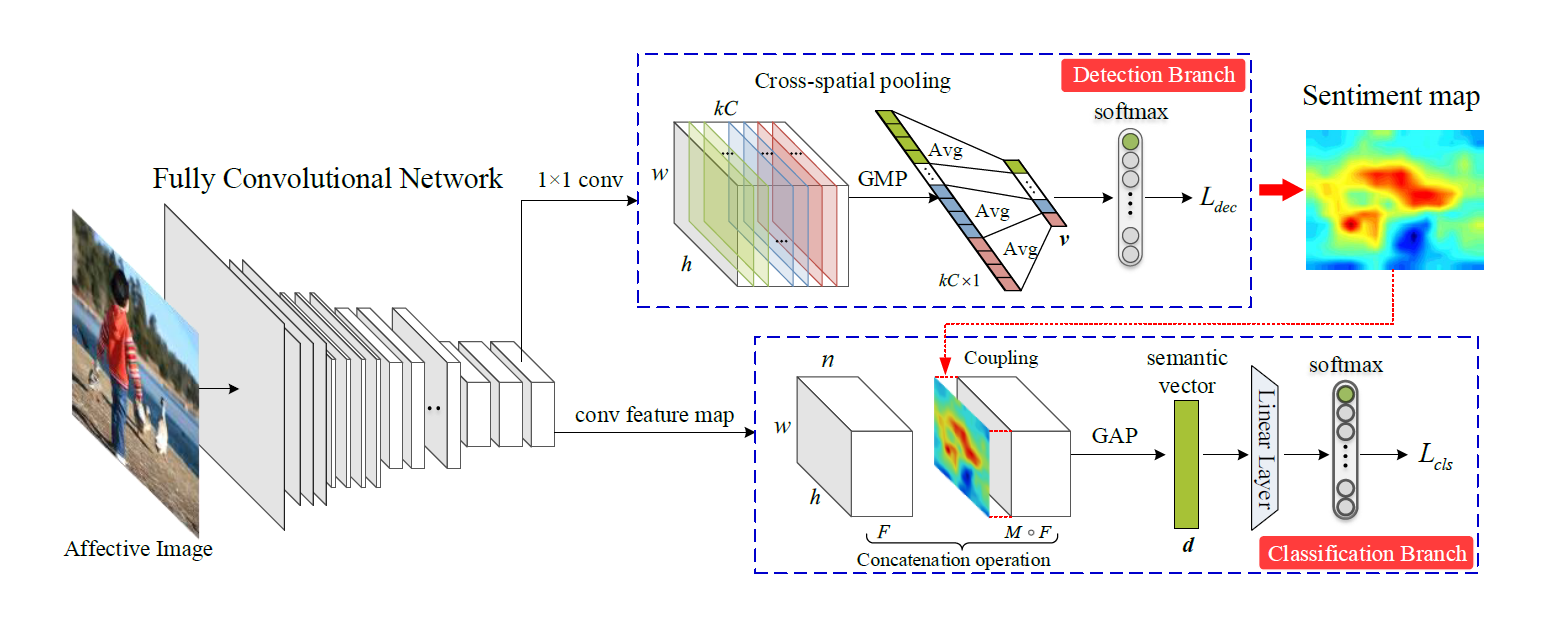 Fully Convolutional Network
Affective Image
1×1 conv
conv feature map
Detection Branch
Cross-spatial pooling
kC
w
h
...
...
...
...
GMP
Avg
Avg
Avg
kC×1
v
softmax
L_dec
Sentiment map
n
w
h
F
Coupling
M ∘ F
Concatenation operation
GAP
semantic
vector
d
Linear Layer
softmax
L_cls
Classification Branch